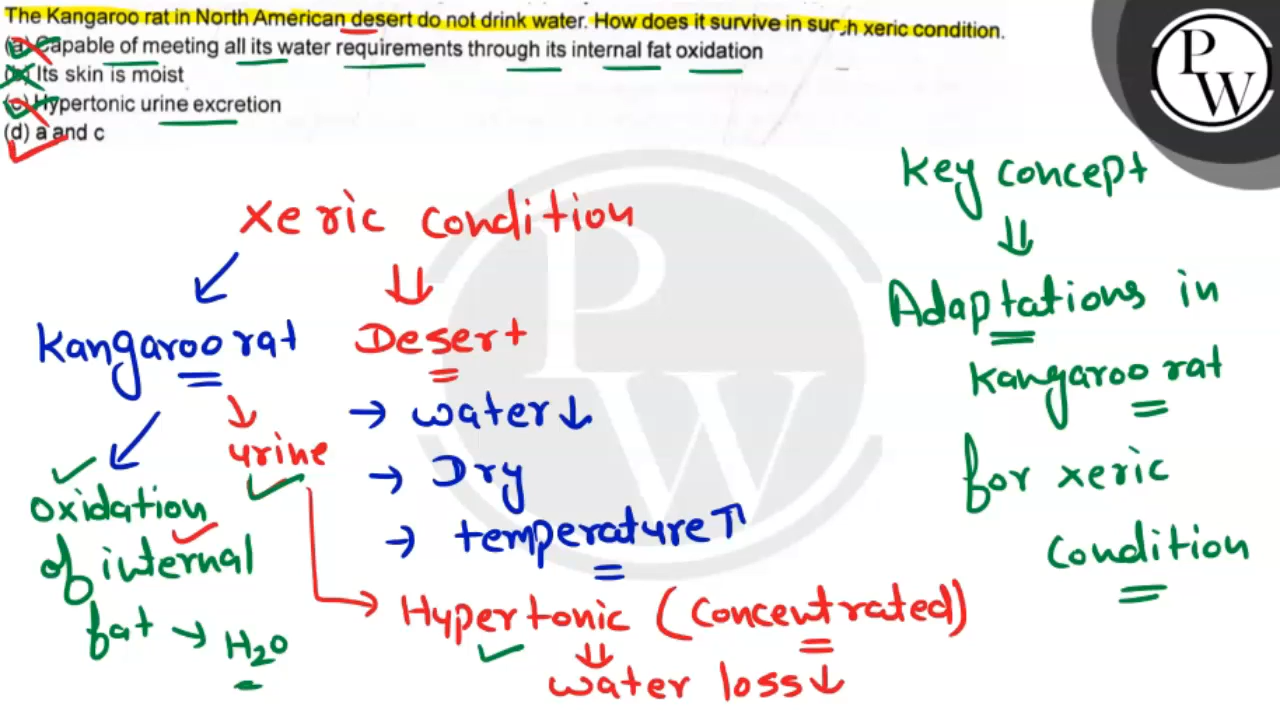 The Kangaroo rat in North American desert do not drink water. How does it survive in such xeric condition.
(a) Capable of meeting all its water requirements through its internal fat oxidation
(b) Its skin is moist
(c) Hypertonic urine excretion
(d) a and c
PW
Key concept
⇓
Adaptations in
kangaroo rat
for xeric
condition
Xeric condition
Kangaroo rat
Desert
→ water↓
→ Dry
→ temperature↑
urine
oxidation
of internal
fat → H2O
Hypertonic (concentrated)
⇓
water loss↓
PW